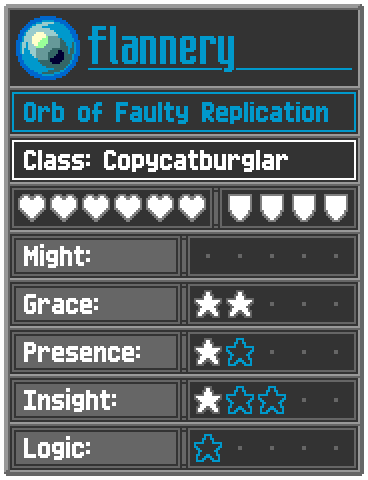 flannery
Orb of Faulty Replication
Class: Copycatburglar
Might:
Grace:
Presence:
Insight:
Logic: